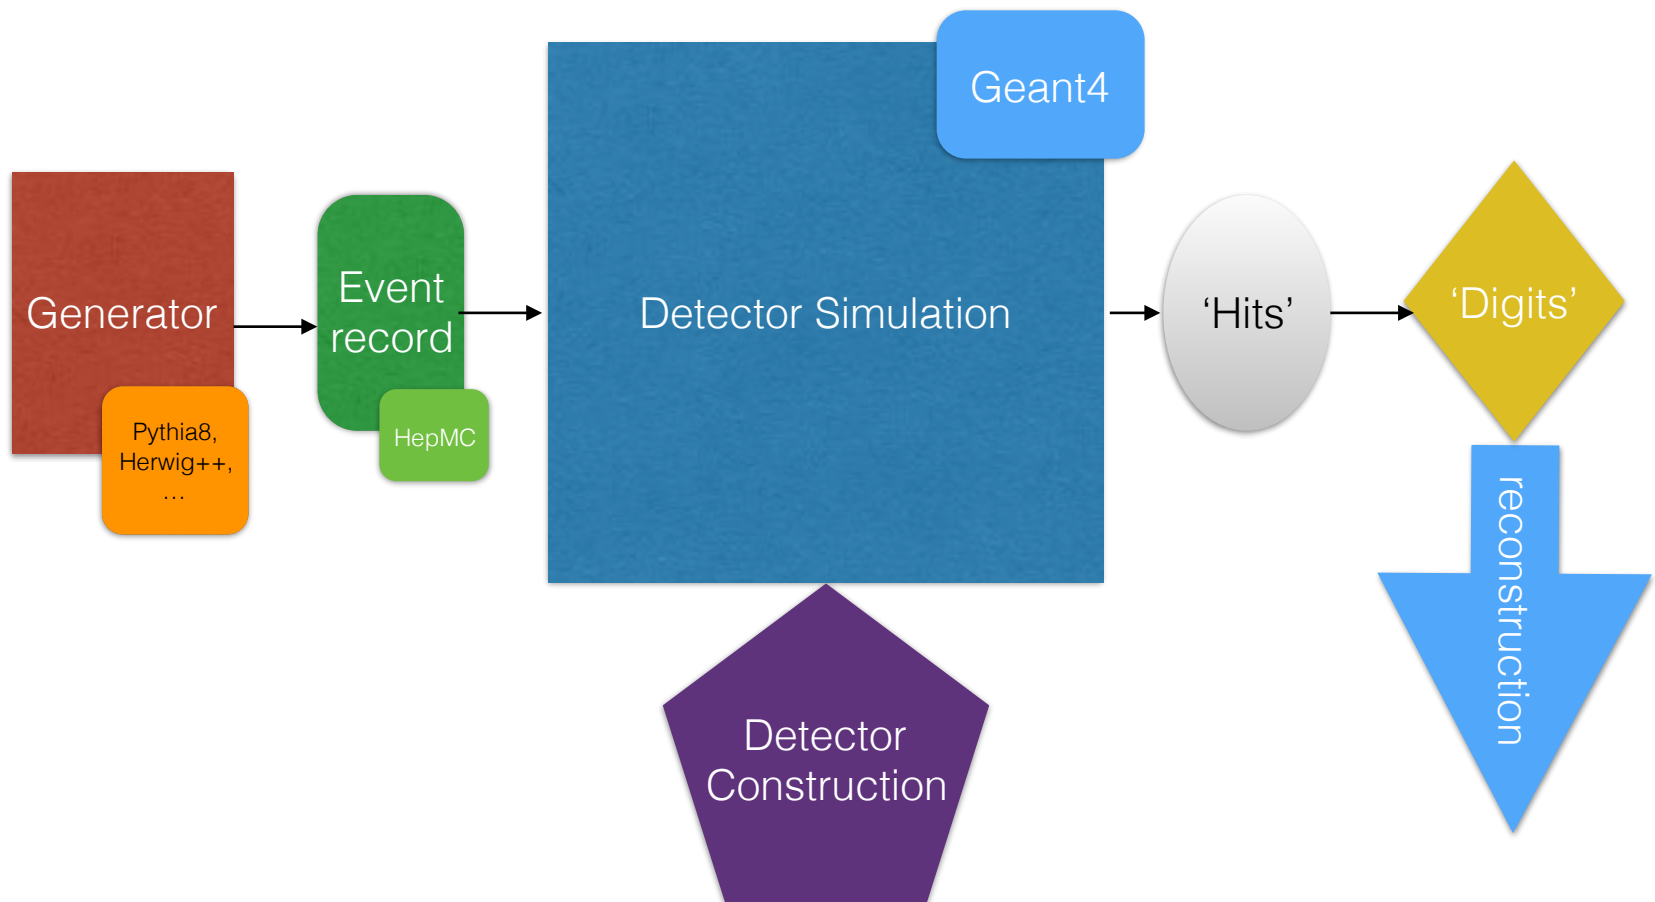 Geant4
Generator
Pythia8,
Herwig++,
…
Event
record
HepMC
Detector Simulation
‘Hits’
‘Digits’
reconstruction
Detector
Construction